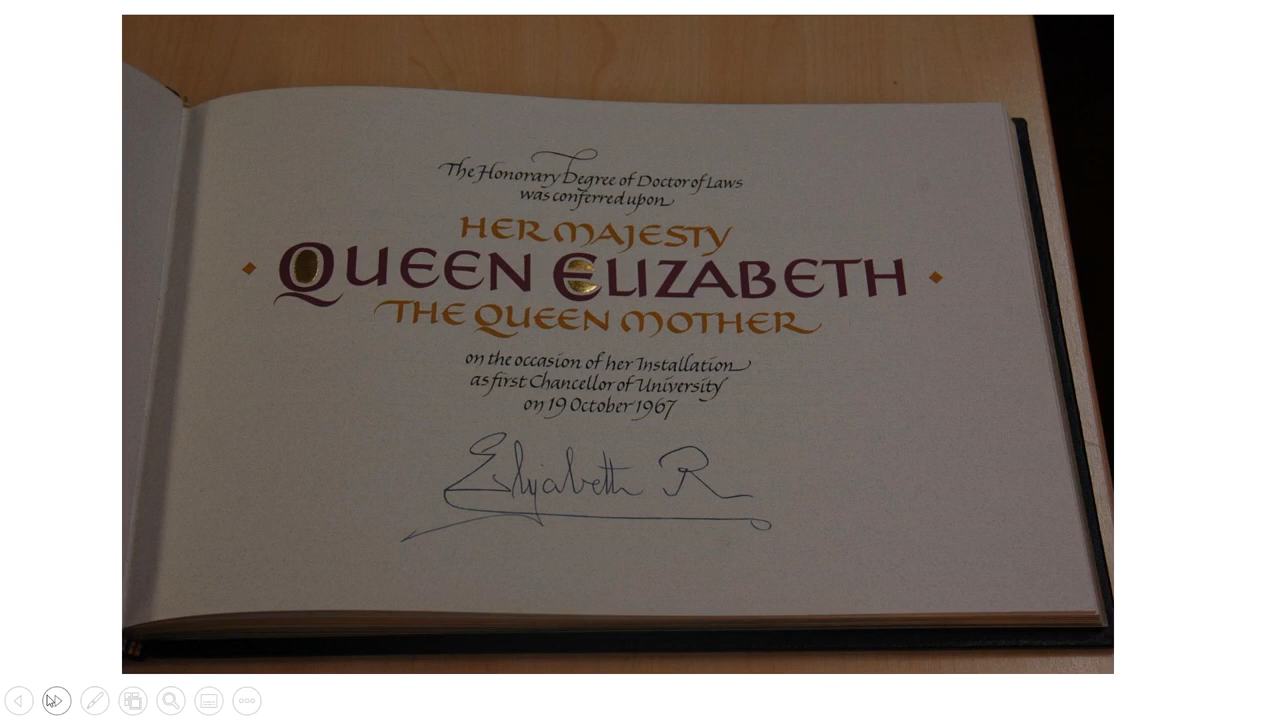 The Honorary Degree of Doctor of Laws
was conferred upon
HER MAJESTY
QUEEN ELIZABETH
THE QUEEN MOTHER
on the occasion of her Installation
as first Chancellor of University
on 19 October 1967
Elizabeth R